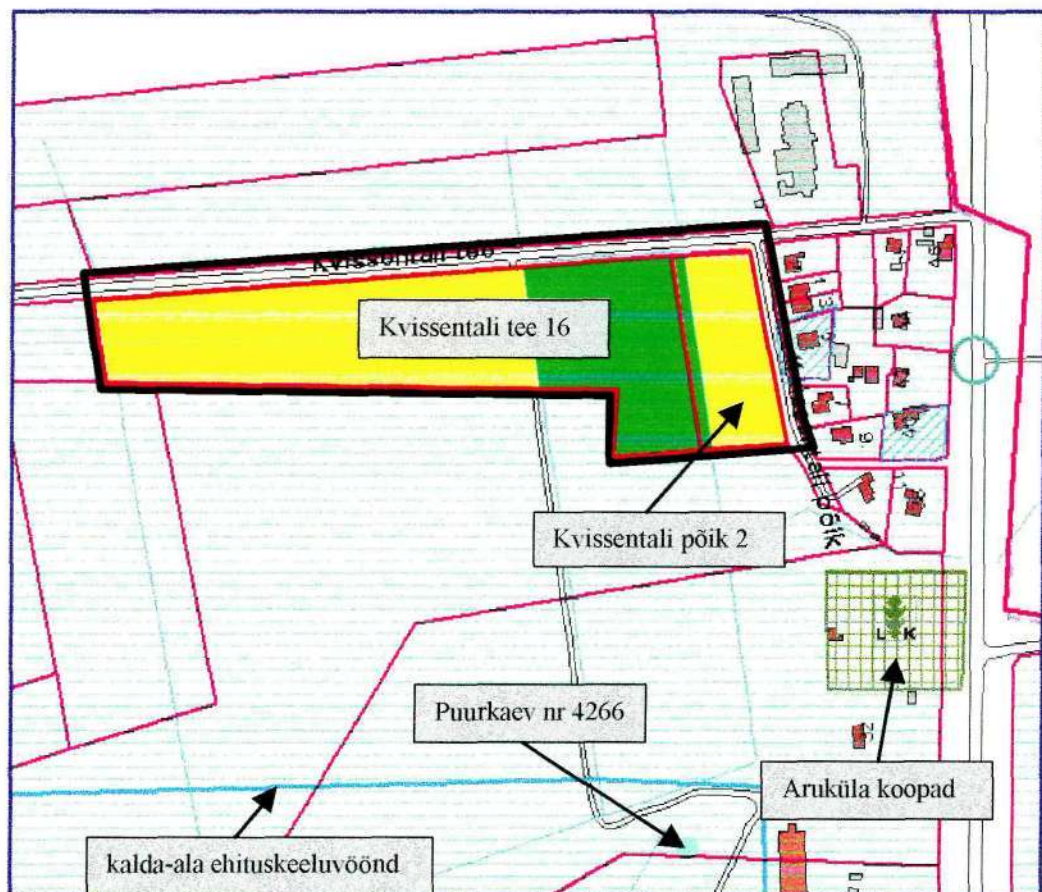 Kvissentali tee
Kvissentali tee 16
Kvissentali põik 2
põik
L K
Puurkaev nr 4266
Aruküla koopad
kalda-ala ehituskeeluvöönd